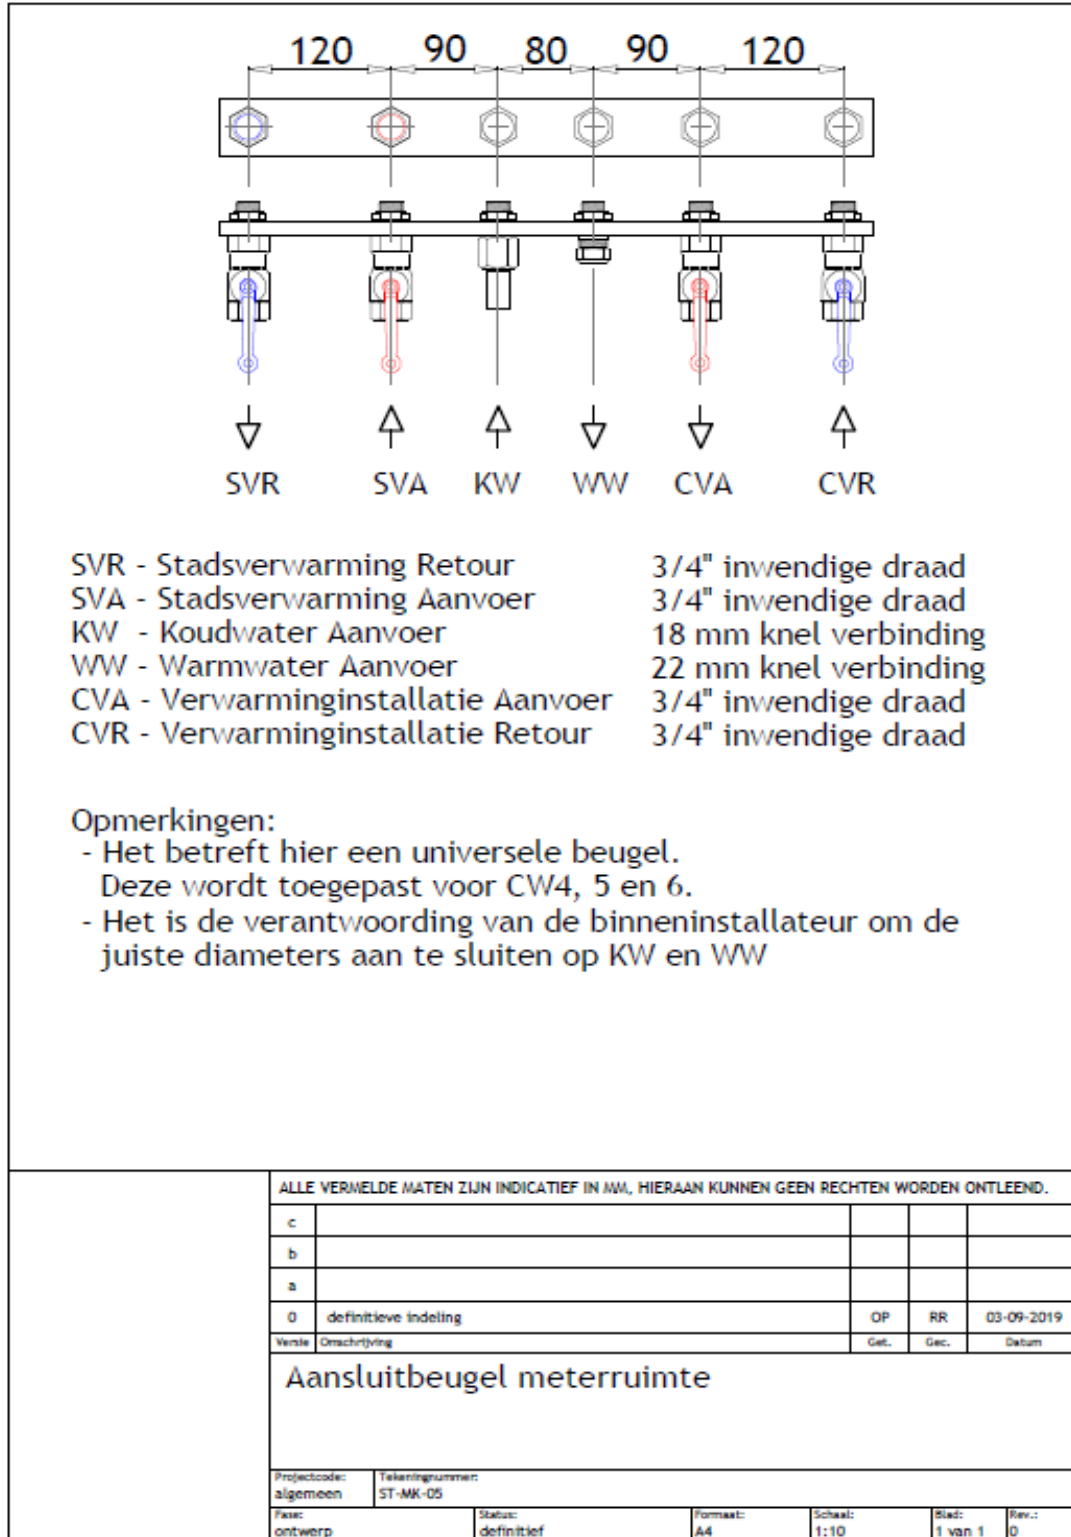 120 90 80 90 120
SVR SVA KW WW CVA CVR
SVR - Stadsverwarming Retour 3/4" inwendige draad
SVA - Stadsverwarming Aanvoer 3/4" inwendige draad
KW - Koudwater Aanvoer 18 mm knel verbinding
WW - Warmwater Aanvoer 22 mm knel verbinding
CVA - Verwarminginstallatie Aanvoer 3/4" inwendige draad
CVR - Verwarminginstallatie Retour 3/4" inwendige draad
Opmerkingen:
- Het betreft hier een universele beugel.
Deze wordt toegepast voor CW4, 5 en 6.
- Het is de verantwoording van de binneninstallateur om de
juiste diameters aan te sluiten op KW en WW
ALLE VERMELDE MATEN ZIJN INDICATIEF IN MM, HIERAAN KUNNEN GEEN RECHTEN WORDEN ONTLEEND.
c
b
a
0 definitieve indeling OP RR 03-09-2019
Versie Omschrijving Get. Gec. Datum
Aansluitbeugel meterruimte
Projectcode: Tekeningnummer:
algemeen ST-MK-05
Fase: Status: Formaat: Schaal: Blad: Rev.:
ontwerp definitief A4 1:10 1 van 1 0